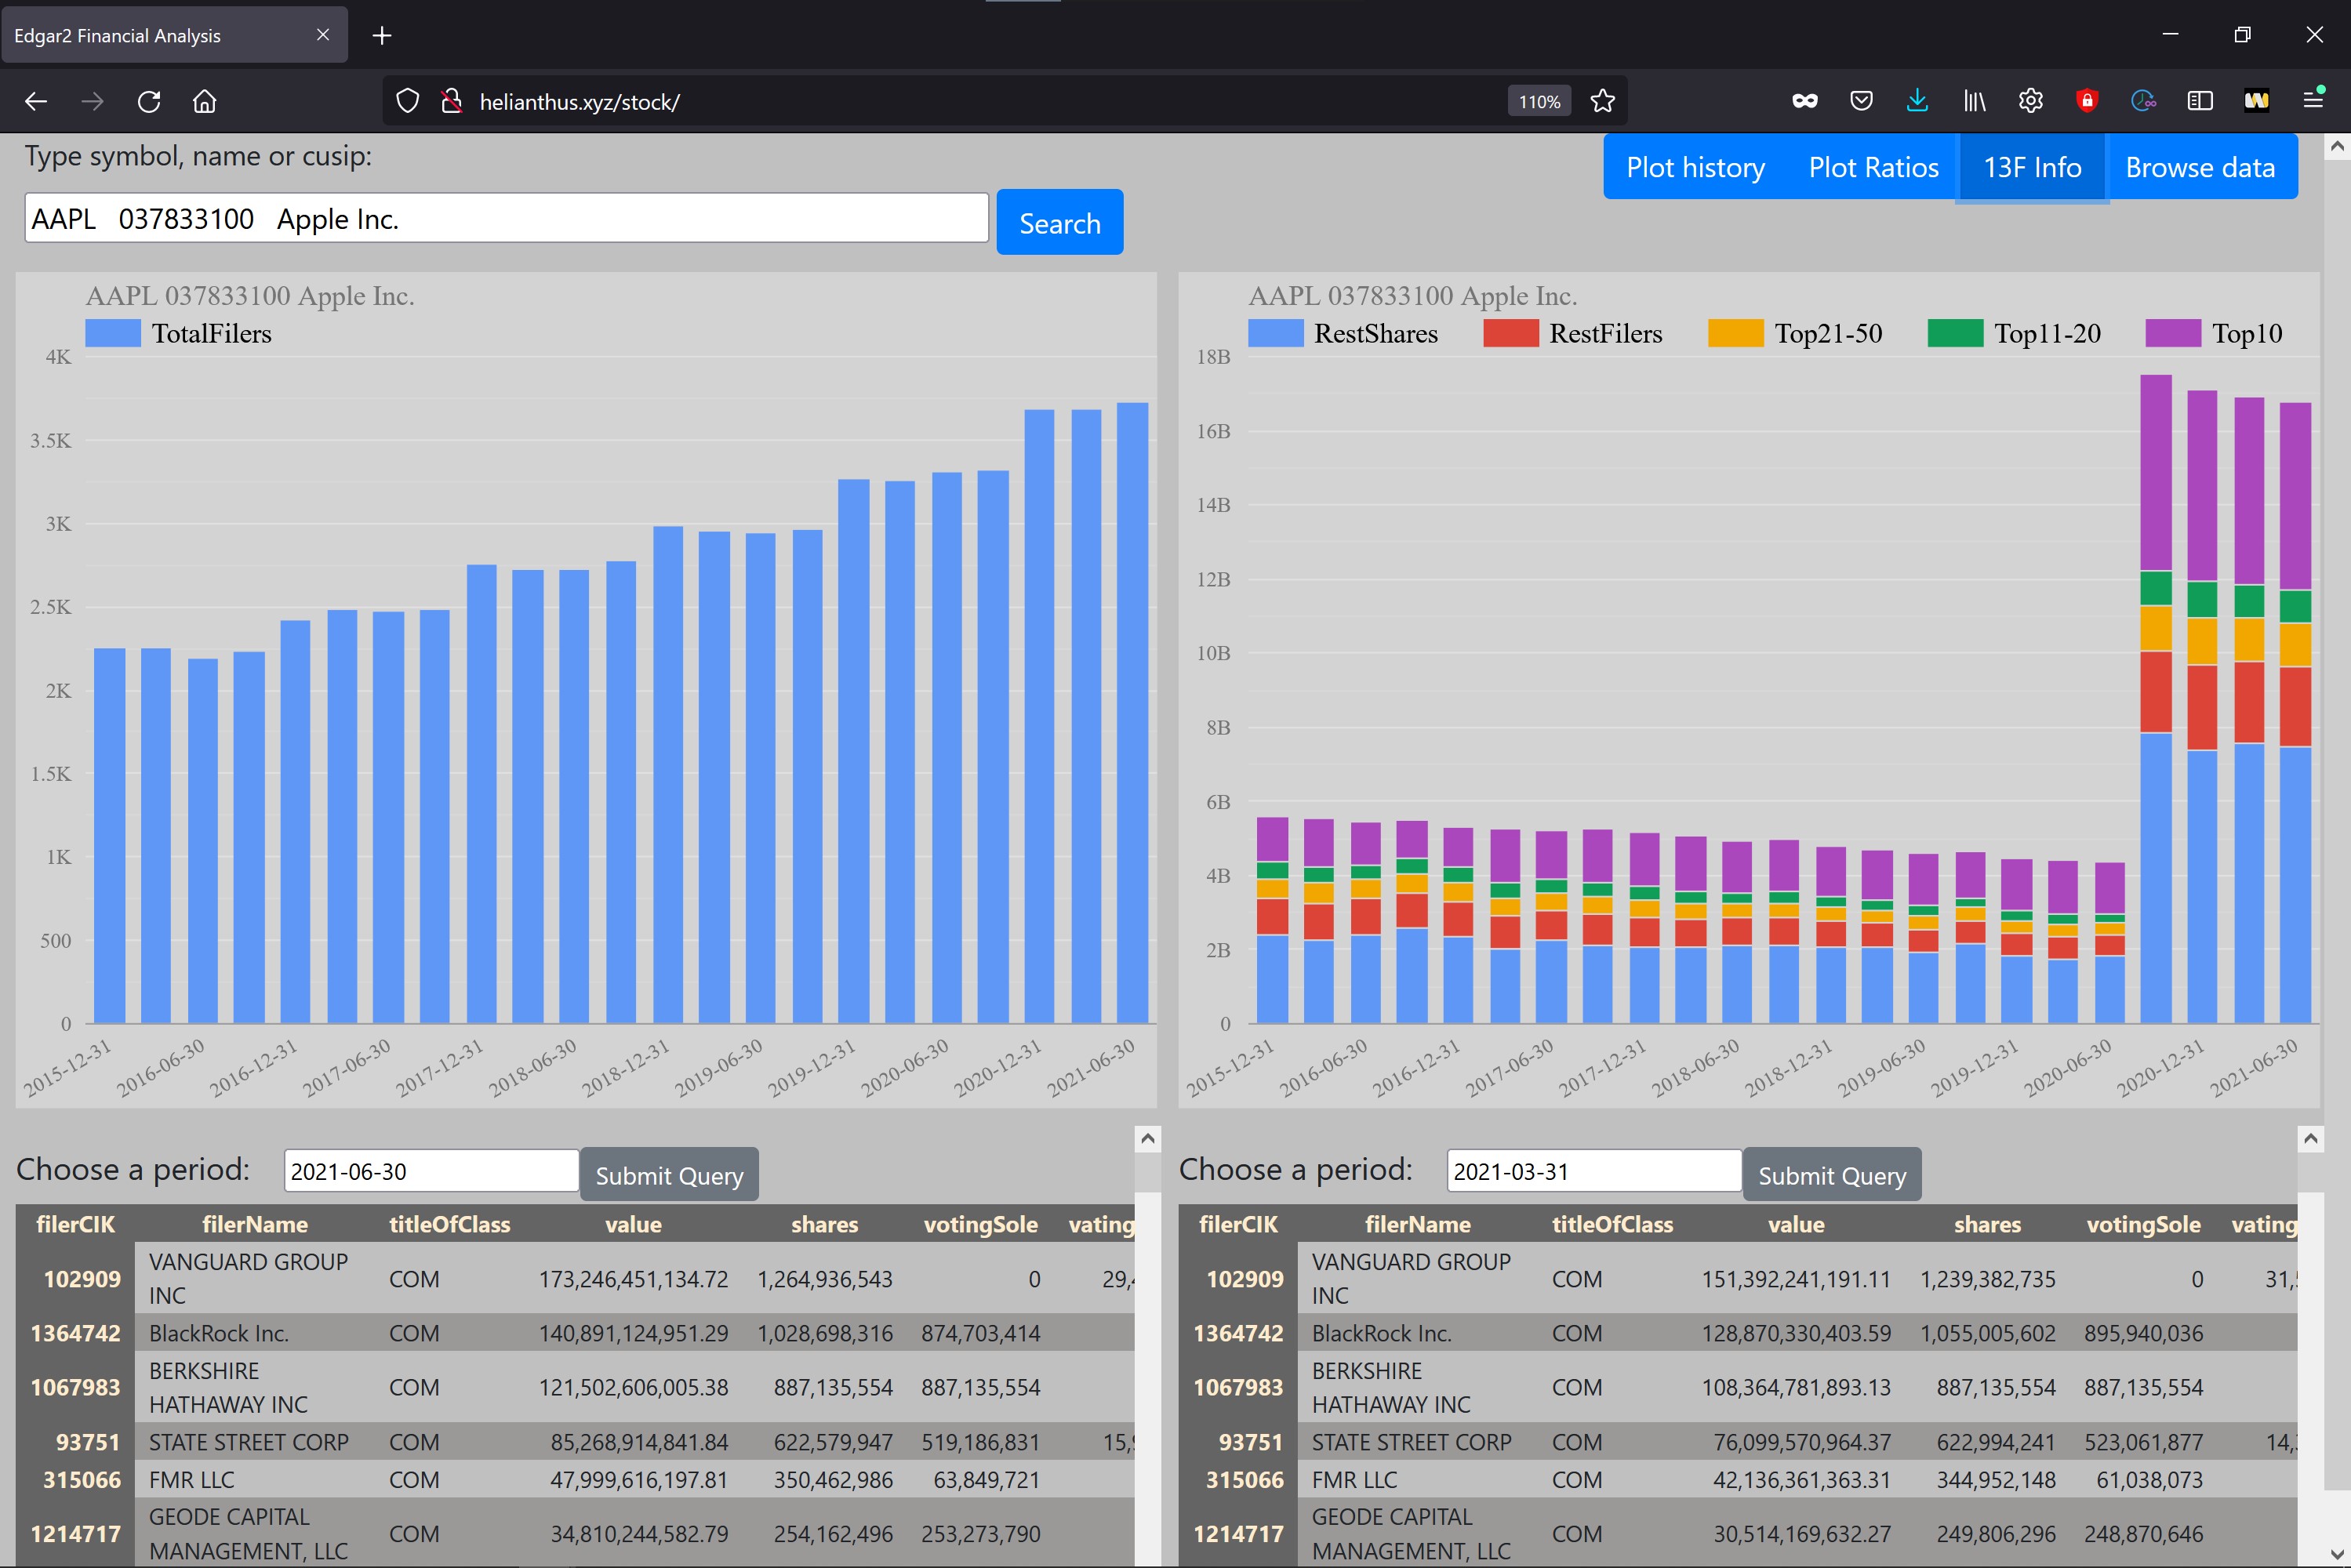 Edgar2 Financial Analysis
helianthus.xyz/stock/
110%
Type symbol, name or cusip:
AAPL 037833100 Apple Inc.
Search
Plot history
Plot Ratios
13F Info
Browse data
AAPL 037833100 Apple Inc.
TotalFilers
4K
3.5K
3K
2.5K
2K
1.5K
1K
500
0
2015-12-31
2016-06-30
2016-12-31
2017-06-30
2017-12-31
2018-06-30
2018-12-31
2019-06-30
2019-12-31
2020-06-30
2020-12-31
2021-06-30
AAPL 037833100 Apple Inc.
RestShares RestFilers Top21-50 Top11-20 Top10
18B
16B
14B
12B
10B
8B
6B
4B
2B
0
2015-12-31
2016-06-30
2016-12-31
2017-06-30
2017-12-31
2018-06-30
2018-12-31
2019-06-30
2019-12-31
2020-06-30
2020-12-31
2021-06-30
Choose a period: 2021-06-30 Submit Query
filerCIK filerName titleOfClass value shares votingSole vating
102909 VANGUARD GROUP INC COM 173,246,451,134.72 1,264,936,543 0 29,
1364742 BlackRock Inc. COM 140,891,124,951.29 1,028,698,316 874,703,414
1067983 BERKSHIRE HATHAWAY INC COM 121,502,606,005.38 887,135,554 887,135,554
93751 STATE STREET CORP COM 85,268,914,841.84 622,579,947 519,186,831 15,
315066 FMR LLC COM 47,999,616,197.81 350,462,986 63,849,721
1214717 GEODE CAPITAL MANAGEMENT, LLC COM 34,810,244,582.79 254,162,496 253,273,790
Choose a period: 2021-03-31 Submit Query
filerCIK filerName titleOfClass value shares votingSole vating
102909 VANGUARD GROUP INC COM 151,392,241,191.11 1,239,382,735 0 31,
1364742 BlackRock Inc. COM 128,870,330,403.59 1,055,005,602 895,940,036
1067983 BERKSHIRE HATHAWAY INC COM 108,364,781,893.13 887,135,554 887,135,554
93751 STATE STREET CORP COM 76,099,570,964.37 622,994,241 523,061,877 14,
315066 FMR LLC COM 42,136,361,363.31 344,952,148 61,038,073
1214717 GEODE CAPITAL MANAGEMENT, LLC COM 30,514,169,632.27 249,806,296 248,870,646